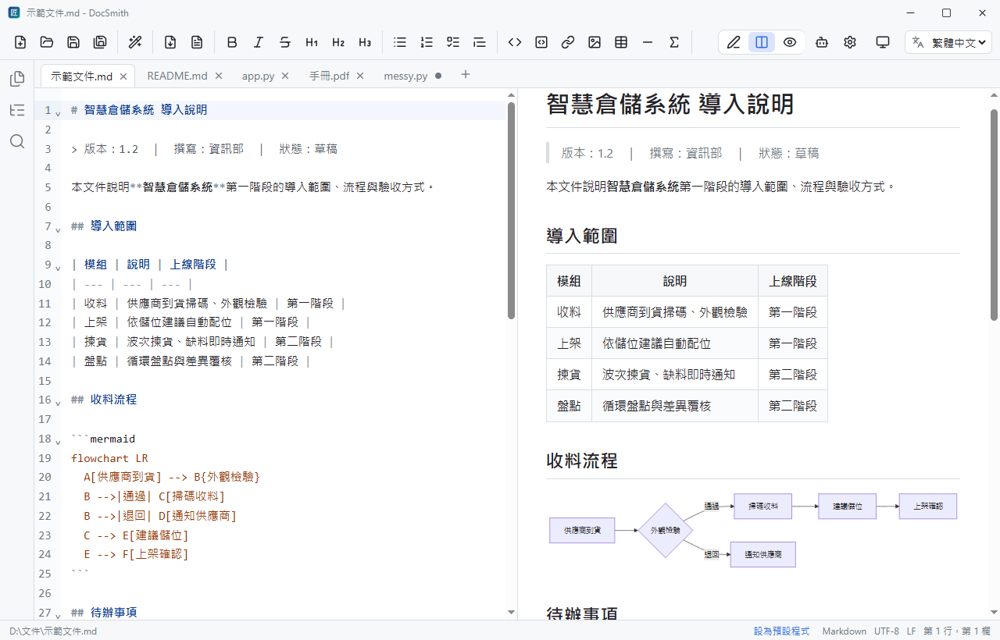 示範文件.md - DocSmith
H1 H2 H3
繁體中文
示範文件.md README.md app.py 手冊.pdf messy.py
1 # 智慧倉儲系統 導入說明
2
3 > 版本：1.2 ｜ 撰寫：資訊部 ｜ 狀態：草稿
4
5 本文件說明**智慧倉儲系統**第一階段的導入範圍、流程與驗收方式。
6
7 ## 導入範圍
8
9 | 模組 | 說明 | 上線階段 |
10 | --- | --- | --- |
11 | 收料 | 供應商到貨掃碼、外觀檢驗 | 第一階段 |
12 | 上架 | 依儲位建議自動配位 | 第一階段 |
13 | 揀貨 | 波次揀貨、缺料即時通知 | 第二階段 |
14 | 盤點 | 循環盤點與差異覆核 | 第二階段 |
15
16 ## 收料流程
17
18 ```mermaid
19 flowchart LR
20   A[供應商到貨] --> B{外觀檢驗}
21   B -->|通過| C[掃碼收料]
22   B -->|退回| D[通知供應商]
23   C --> E[建議儲位]
24   E --> F[上架確認]
25 ```
26
27 ## 待辦事項
智慧倉儲系統 導入說明
版本：1.2 ｜ 撰寫：資訊部 ｜ 狀態：草稿
本文件說明智慧倉儲系統第一階段的導入範圍、流程與驗收方式。
導入範圍
模組 說明 上線階段
收料 供應商到貨掃碼、外觀檢驗 第一階段
上架 依儲位建議自動配位 第一階段
揀貨 波次揀貨、缺料即時通知 第二階段
盤點 循環盤點與差異覆核 第二階段
收料流程
供應商到貨
外觀檢驗
通過
掃碼收料
建議儲位
上架確認
退回
通知供應商
待辦事項
D:\文件\示範文件.md
設為預設程式 Markdown UTF-8 LF 第 1 行，第 1 欄